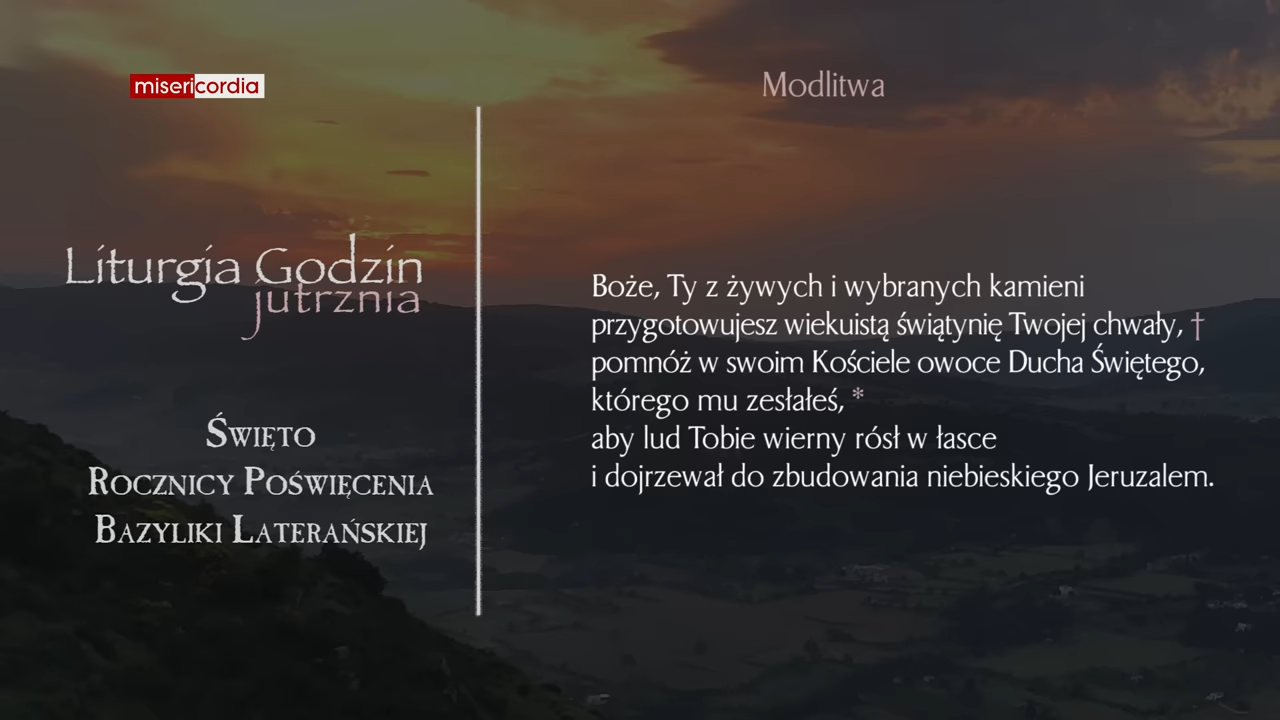 misericordia
Liturgia Godzin
jutrznia
Święto
Rocznicy Poświęcenia
Bazyliki Laterańskiej
Modlitwa
Boże, Ty z żywych i wybranych kamieni
przygotowujesz wiekuistą świątynię Twojej chwały, †
pomnóż w swoim Kościele owoce Ducha Świętego,
którego mu zesłałeś, *
aby lud Tobie wierny rósł w łasce
i dojrzewał do zbudowania niebieskiego Jeruzalem.